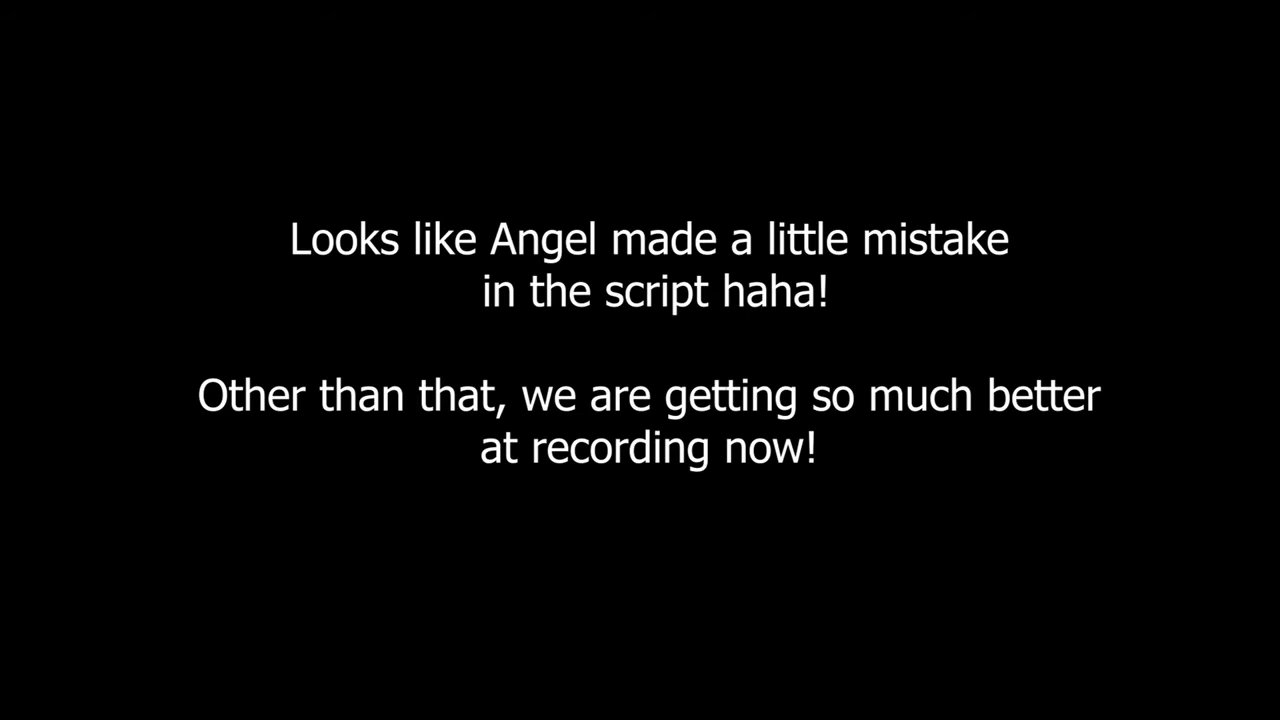 Looks like Angel made a little mistake
in the script haha!
Other than that, we are getting so much better
at recording now!